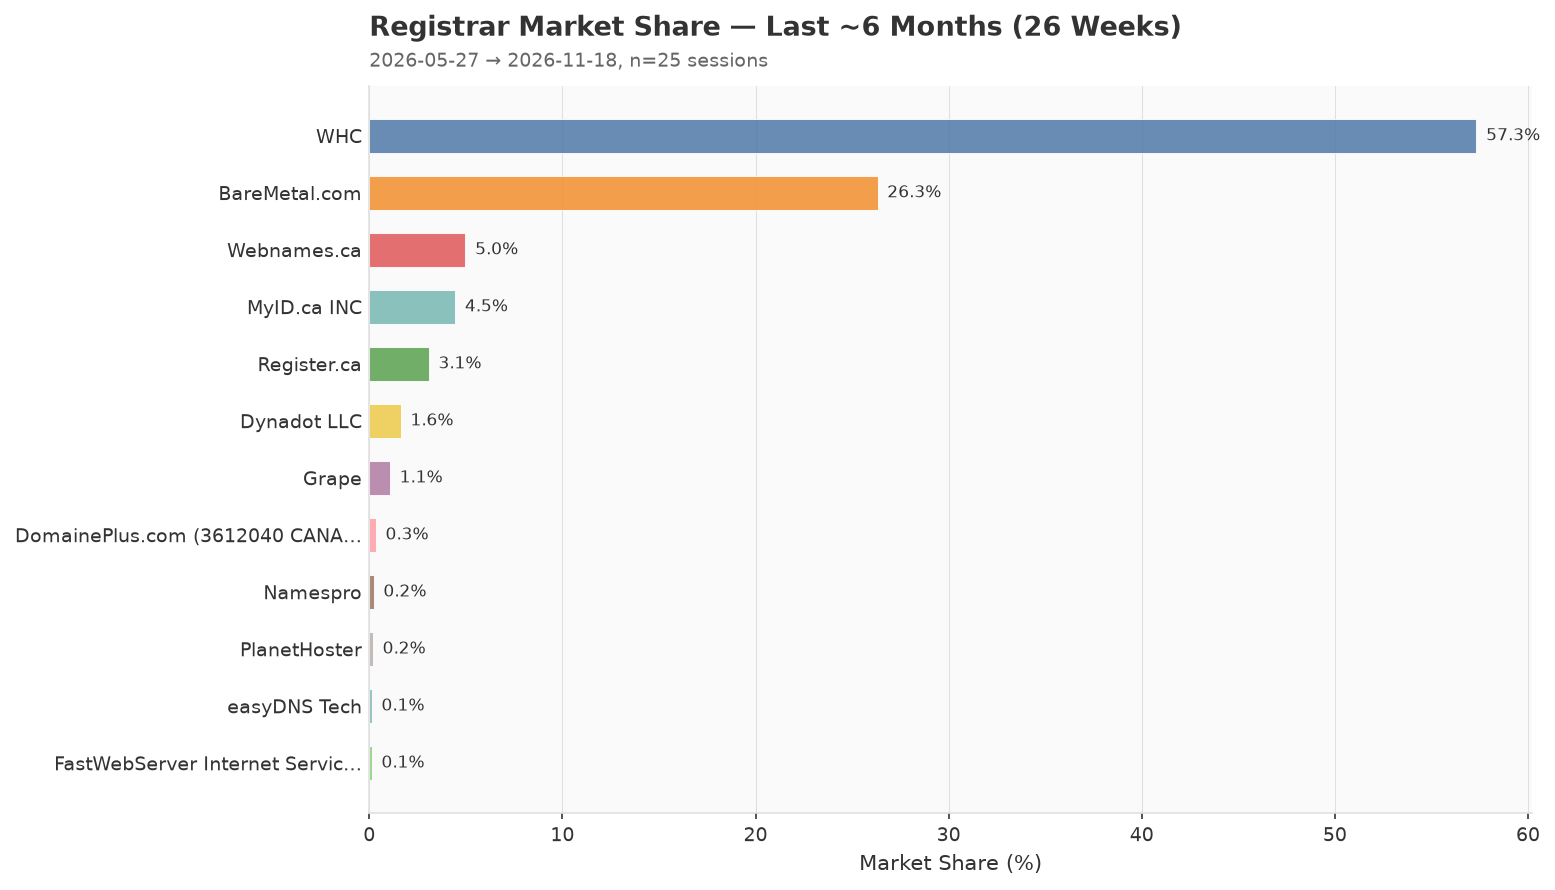 Registrar Market Share — Last ~6 Months (26 Weeks)
2026-05-27 → 2026-11-18, n=25 sessions
WHC 57.3%
BareMetal.com 26.3%
Webnames.ca 5.0%
MyID.ca INC 4.5%
Register.ca 3.1%
Dynadot LLC 1.6%
Grape 1.1%
DomainePlus.com (3612040 CANA... 0.3%
Namespro 0.2%
PlanetHoster 0.2%
easyDNS Tech 0.1%
FastWebServer Internet Servic... 0.1%
0 10 20 30 40 50 60
Market Share (%)